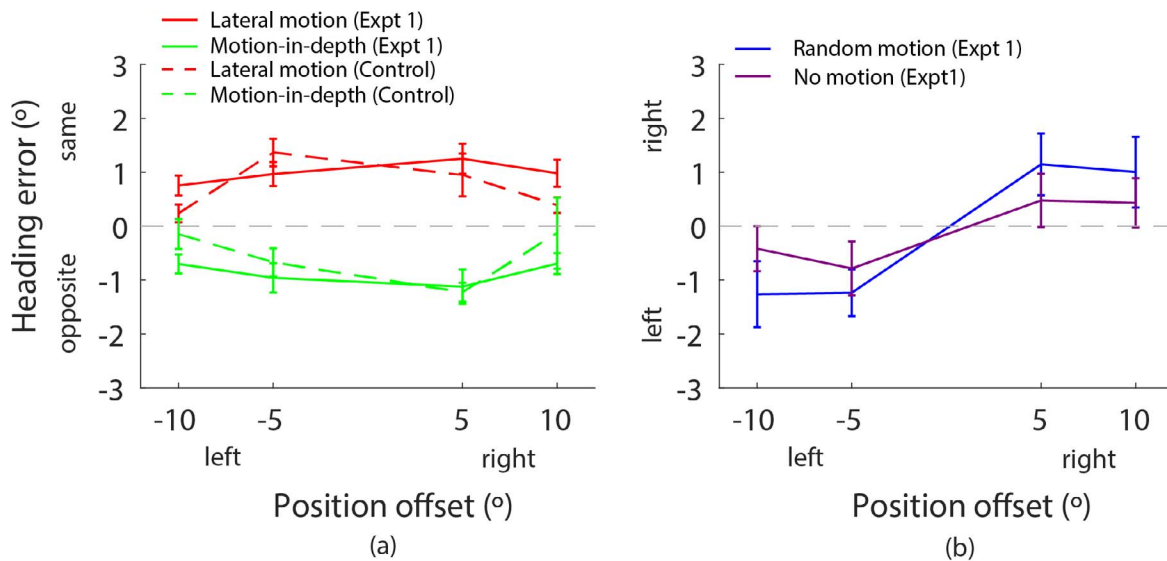 Lateral motion (Expt 1)
Motion-in-depth (Expt 1)
Lateral motion (Control)
Motion-in-depth (Control)
Heading error (º)
same
opposite
3
2
1
0
-1
-2
-3
-10
-5
5
10
left
right
Position offset (º)
(a)
Random motion (Expt 1)
No motion (Expt1)
right
left
3
2
1
0
-1
-2
-3
-10
-5
5
10
left
right
Position offset (º)
(b)